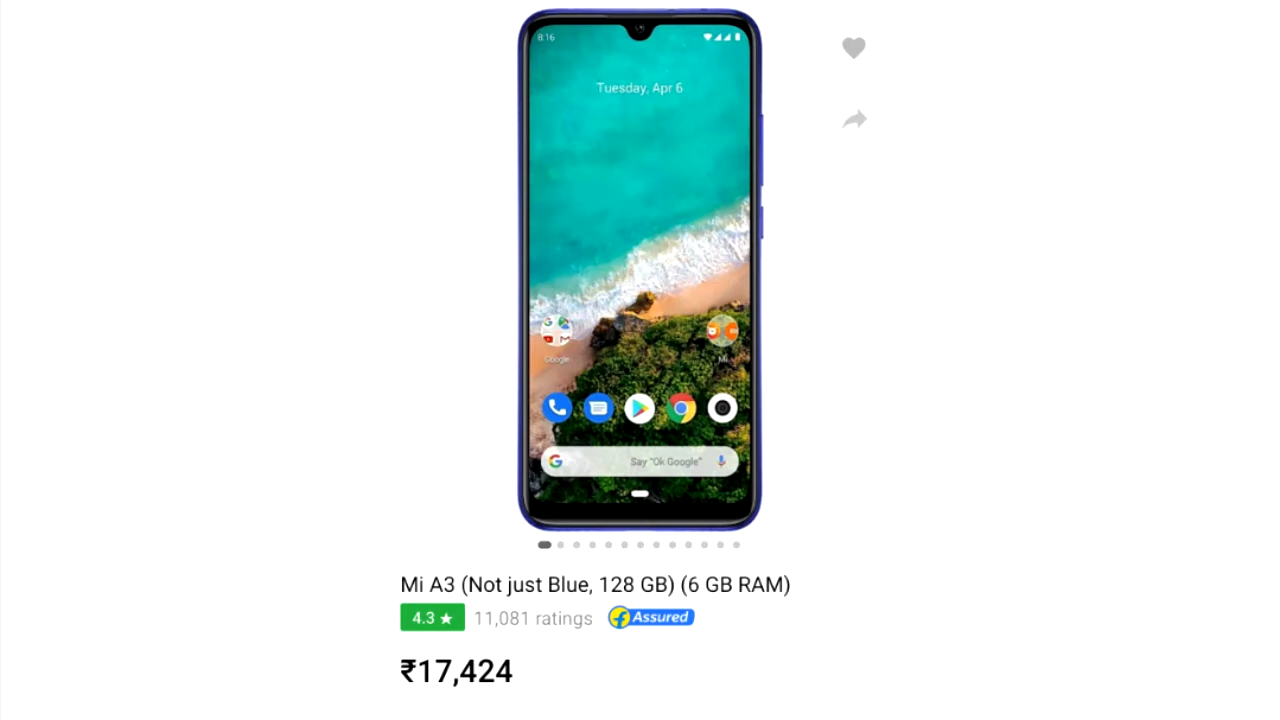 8:16
Tuesday, Apr 6
Google
Mi
Say "Ok Google"
Mi A3 (Not just Blue, 128 GB) (6 GB RAM)
4.3 ★ 11,081 ratings f Assured
₹17,424